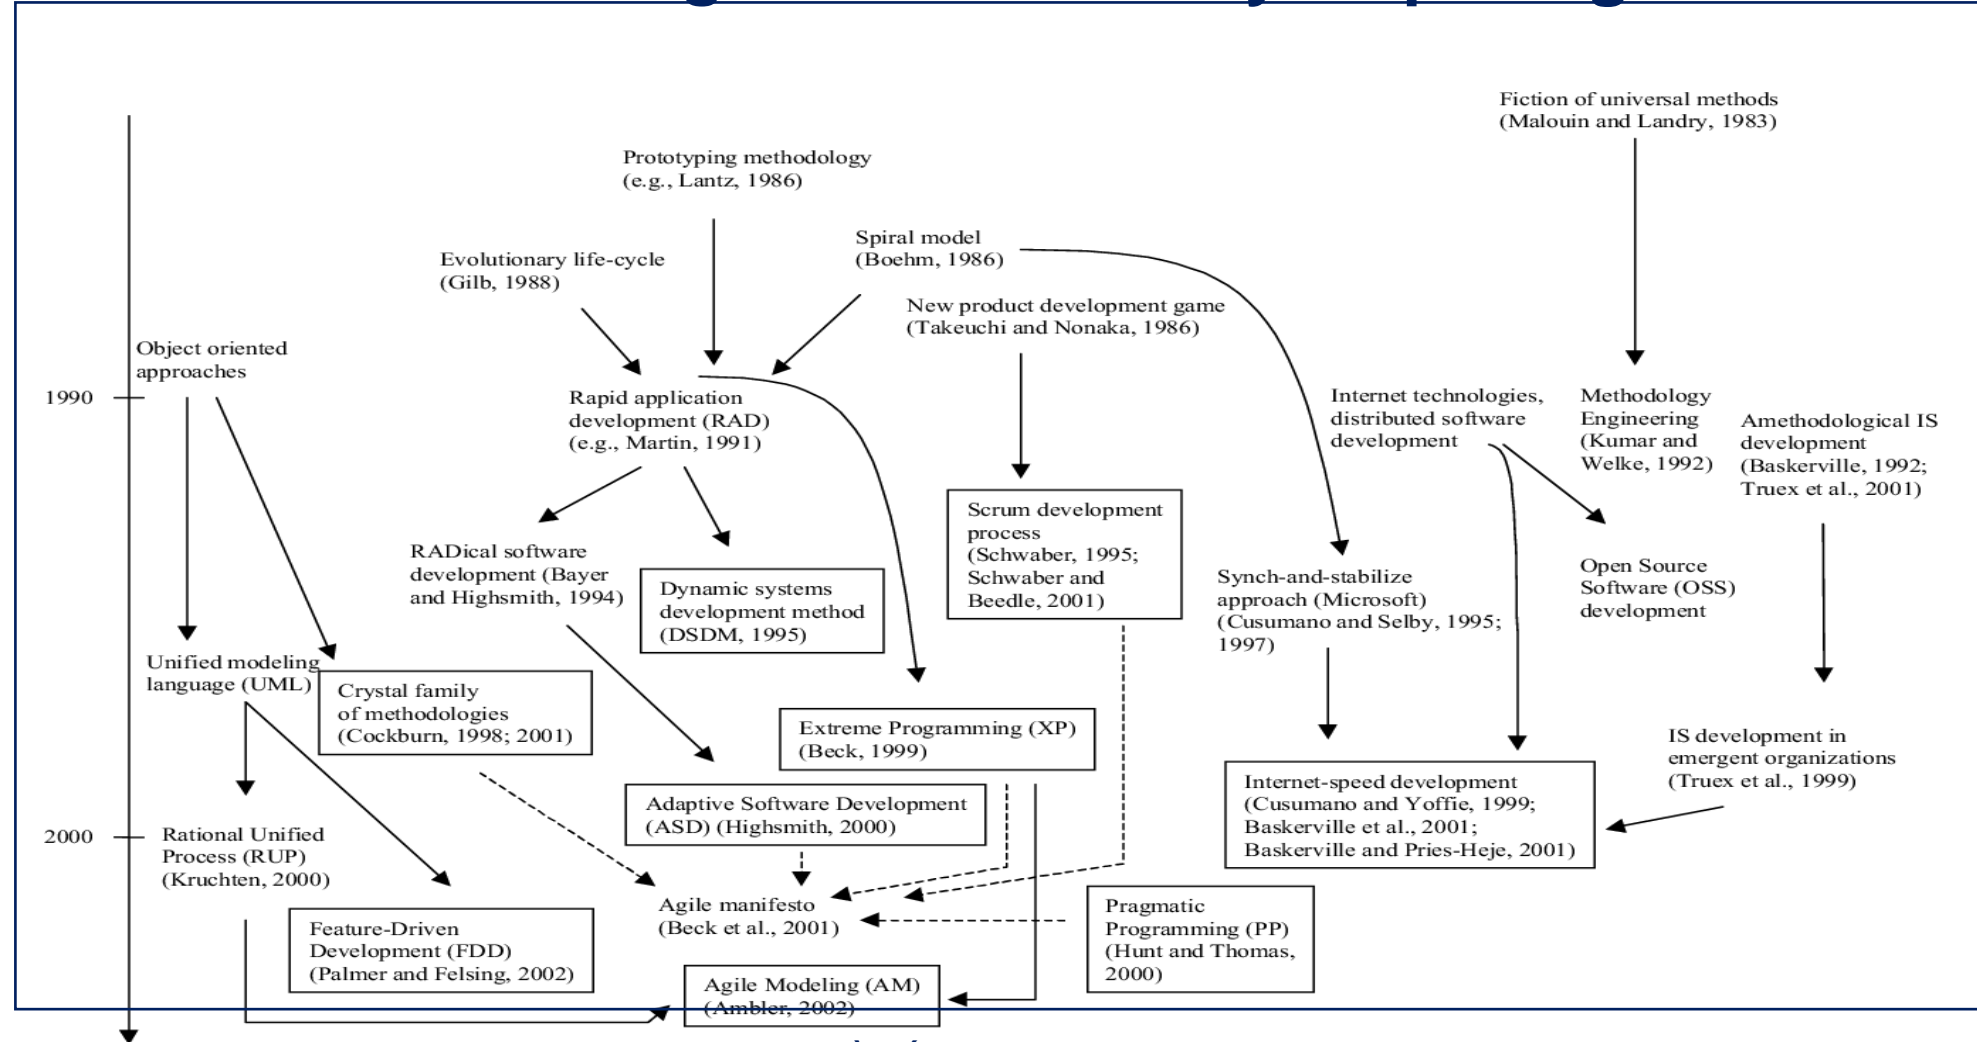 Fiction of universal methods
(Malouin and Landry, 1983)
Prototyping methodology
(e.g., Lantz, 1986)
Spiral model
(Boehm, 1986)
Evolutionary life-cycle
(Gilb, 1988)
New product development game
(Takeuchi and Nonaka, 1986)
Object oriented
approaches
1990
Rapid application
development (RAD)
(e.g., Martin, 1991)
Internet technologies,
distributed software
development
Methodology
Engineering
(Kumar and
Welke, 1992)
Amethodological IS
development
(Baskerville, 1992;
Truex et al., 2001)
Scrum development
process
(Schwaber, 1995;
Schwaber and
Beedle, 2001)
RADical software
development (Bayer
and Highsmith, 1994)
Dynamic systems
development method
(DSDM, 1995)
Synch-and-stabilize
approach (Microsoft)
(Cusumano and Selby, 1995;
1997)
Open Source
Software (OSS)
development
Unified modeling
language (UML)
Crystal family
of methodologies
(Cockburn, 1998; 2001)
Extreme Programming (XP)
(Beck, 1999)
IS development in
emergent organizations
(Truex et al., 1999)
Adaptive Software Development
(ASD) (Highsmith, 2000)
Internet-speed development
(Cusumano and Yoffie, 1999;
Baskerville et al., 2001;
Baskerville and Pries-Heje, 2001)
2000
Rational Unified
Process (RUP)
(Kruchten, 2000)
Agile manifesto
(Beck et al., 2001)
Pragmatic
Programming (PP)
(Hunt and Thomas,
2000)
Feature-Driven
Development (FDD)
(Palmer and Felsing, 2002)
Agile Modeling (AM)
(Ambler, 2002)